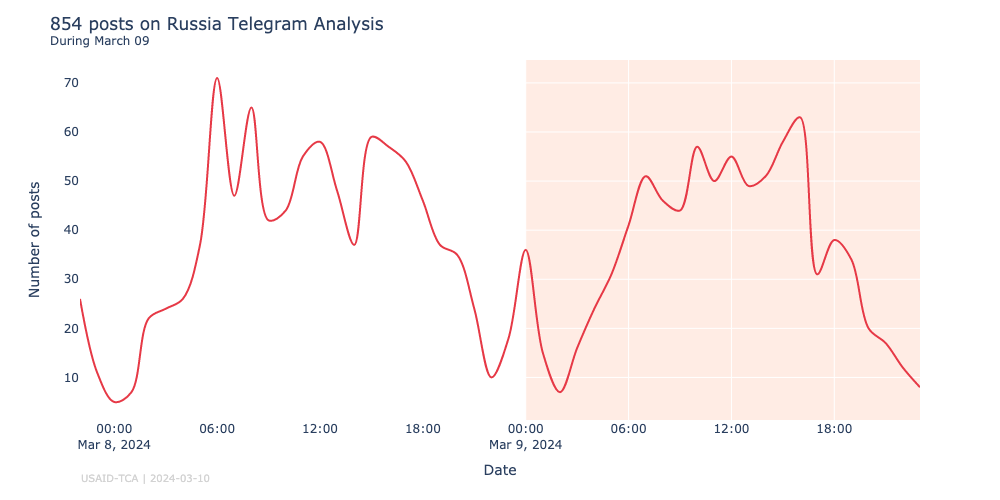 854 posts on Russia Telegram Analysis
During March 09
Number of posts
70
60
50
40
30
20
10
00:00 06:00 12:00 18:00 00:00 06:00 12:00 18:00
Mar 8, 2024 Mar 9, 2024
Date
USAID-TCA | 2024-03-10